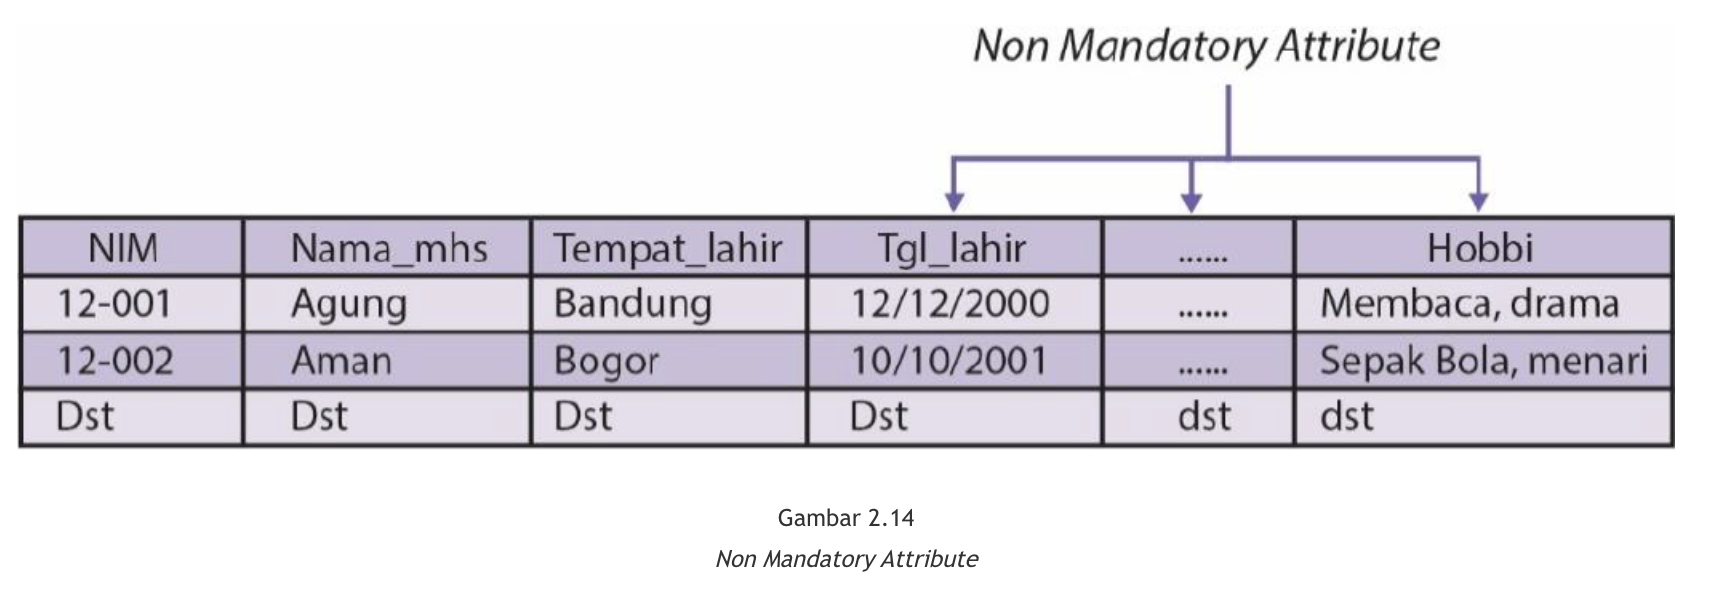 Non Mandatory Attribute
NIM Nama_mhs Tempat_lahir Tgl_lahir ...... Hobbi
12-001 Agung Bandung 12/12/2000 ...... Membaca, drama
12-002 Aman Bogor 10/10/2001 ...... Sepak Bola, menari
Dst Dst Dst Dst dst dst
Gambar 2.14
Non Mandatory Attribute